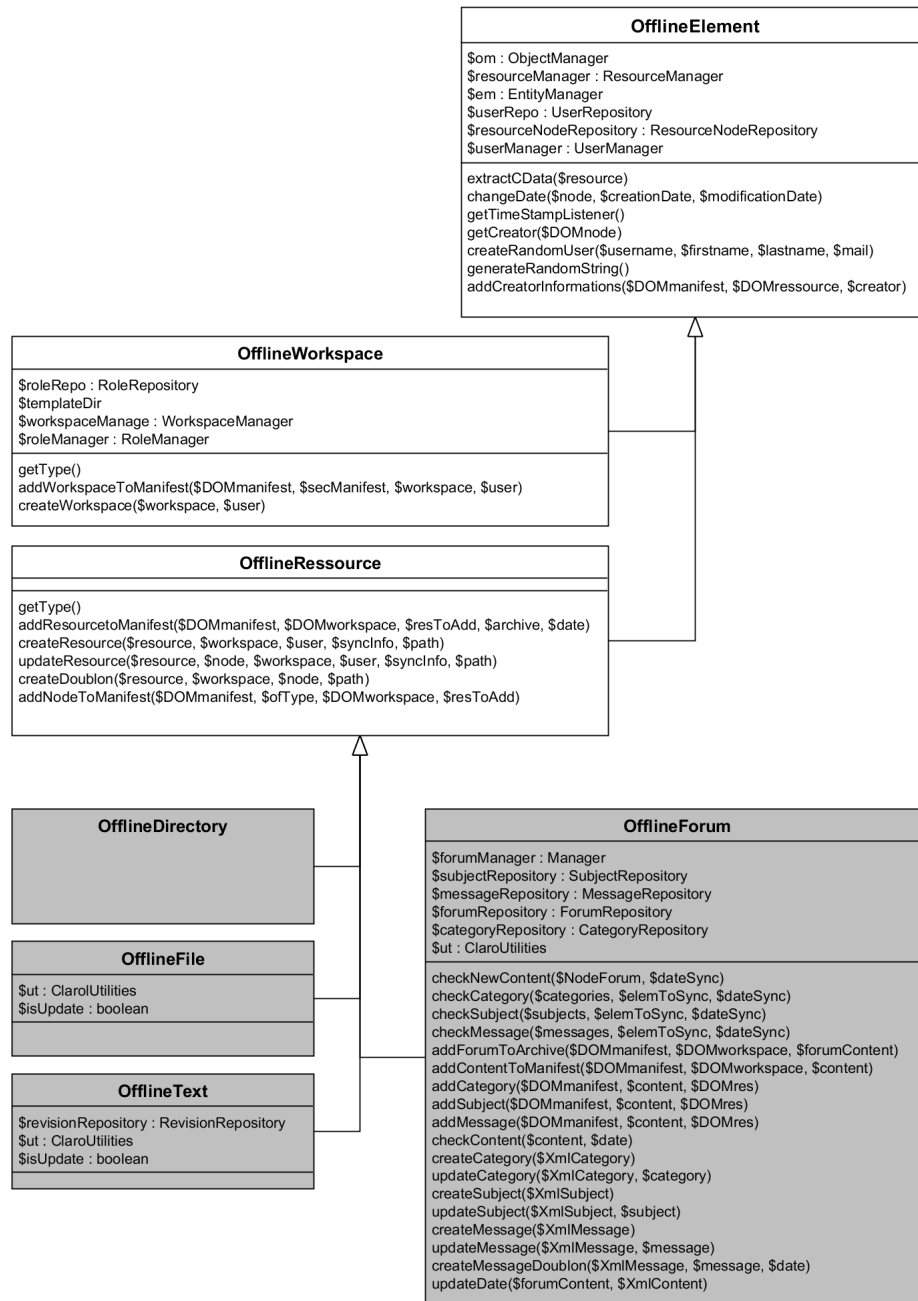 OfflineElement
$om : ObjectManager
$resourceManager : ResourceManager
$em : EntityManager
$userRepo : UserRepository
$resourceNodeRepository : ResourceNodeRepository
$userManager : UserManager
extractCData($resource)
changeDate($node, $creationDate, $modificationDate)
getTimeStampListener()
getCreator($DOMnode)
createRandomUser($username, $firstname, $lastname, $mail)
generateRandomString()
addCreatorInformations($DOMmanifest, $DOMressource, $creator)
OfflineWorkspace
$roleRepo : RoleRepository
$templateDir
$workspaceManage : WorkspaceManager
$roleManager : RoleManager
getType()
addWorkspaceToManifest($DOMmanifest, $secManifest, $workspace, $user)
createWorkspace($workspace, $user)
OfflineRessource
getType()
addResourcetoManifest($DOMmanifest, $DOMworkspace, $resToAdd, $archive, $date)
createResource($resource, $workspace, $user, $syncInfo, $path)
updateResource($resource, $node, $workspace, $user, $syncInfo, $path)
createDoublon($resource, $workspace, $node, $path)
addNodeToManifest($DOMmanifest, $ofType, $DOMworkspace, $resToAdd)
OfflineDirectory
OfflineFile
$ut : ClarolUtilities
$isUpdate : boolean
OfflineText
$revisionRepository : RevisionRepository
$ut : ClaroUtilities
$isUpdate : boolean
OfflineForum
$forumManager : Manager
$subjectRepository : SubjectRepository
$messageRepository : MessageRepository
$forumRepository : ForumRepository
$categoryRepository : CategoryRepository
$ut : ClaroUtilities
checkNewContent($NodeForum, $dateSync)
checkCategory($categories, $elemToSync, $dateSync)
checkSubject($subjects, $elemToSync, $dateSync)
checkMessage($messages, $elemToSync, $dateSync)
addForumToArchive($DOMmanifest, $DOMworkspace, $forumContent)
addContentToManifest($DOMmanifest, $DOMworkspace, $content)
addCategory($DOMmanifest, $content, $DOMres)
addSubject($DOMmanifest, $content, $DOMres)
addMessage($DOMmanifest, $content, $DOMres)
checkContent($content, $date)
createCategory($XmlCategory)
updateCategory($XmlCategory, $category)
createSubject($XmlSubject)
updateSubject($XmlSubject, $subject)
createMessage($XmlMessage)
updateMessage($XmlMessage, $message)
createMessageDoublon($XmlMessage, $message, $date)
updateDate($forumContent, $XmlContent)